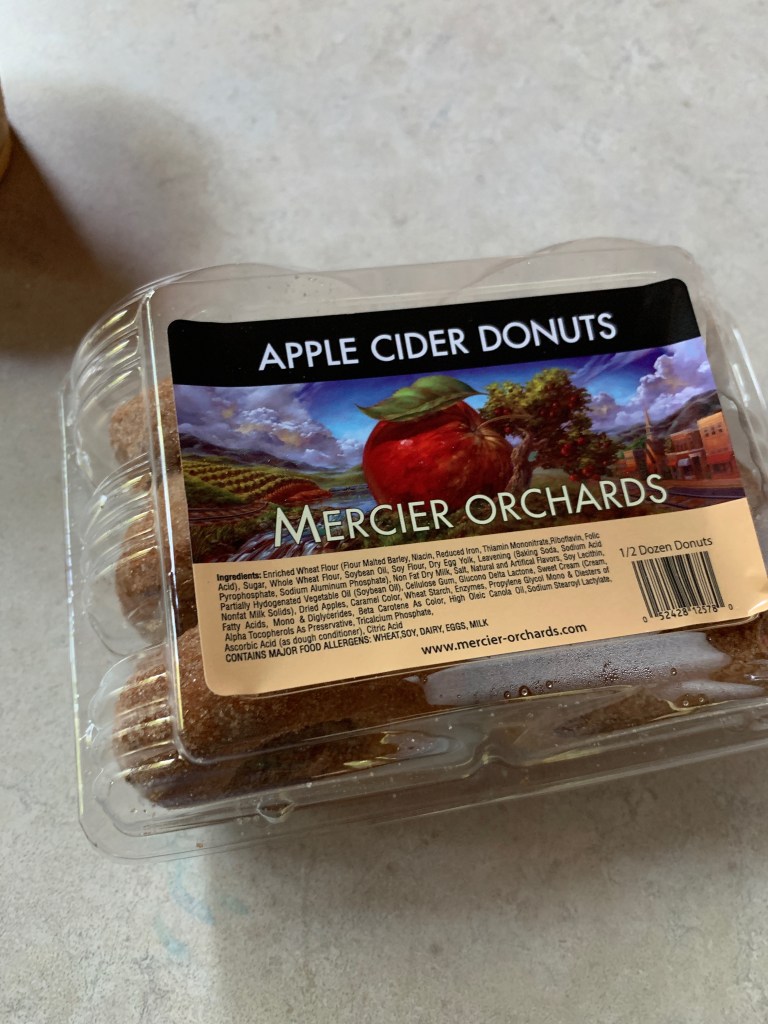 APPLE CIDER DONUTS
MERCIER ORCHARDS
Ingredients: Enriched Wheat Flour (Flour Malted Barley, Niacin, Reduced Iron, Thiamin Mononitrate,Riboflavin, Folic
Acid), Sugar, Whole Wheat Flour, Soybean Oil, Soy Flour, Dry Egg Yolk, Leavening (Baking Soda, Sodium Acid
Pyrophosphate, Sodium Aluminum Phosphate), Non Fat Dry Milk, Salt, Natural and Artifical Flavors, Soy Lecithin,
Partially Hydogenated Vegetable Oil (Soybean Oil), Cellulose Gum, Glucono Delta Lactone, Sweet Cream (Cream,
Nonfat Milk Solids), Dried Apples, Caramel Color, Wheat Starch, Enzymes, Propylene Glycol Mono & Diesters of
Fatty Acids, Mono & Diglycerides, Beta Carotene As Color, High Oleic Canola Oil, Sodium Stearoyl Lactylate,
Alpha Tocopherols As Preservative, Tricalcium Phosphate,
Ascorbic Acid (as dough conditioner), Citric Acid
CONTAINS MAJOR FOOD ALLERGENS: WHEAT,SOY, DAIRY, EGGS, MILK
www.mercier-orchards.com
1/2 Dozen Donuts
0 52428 12578 0